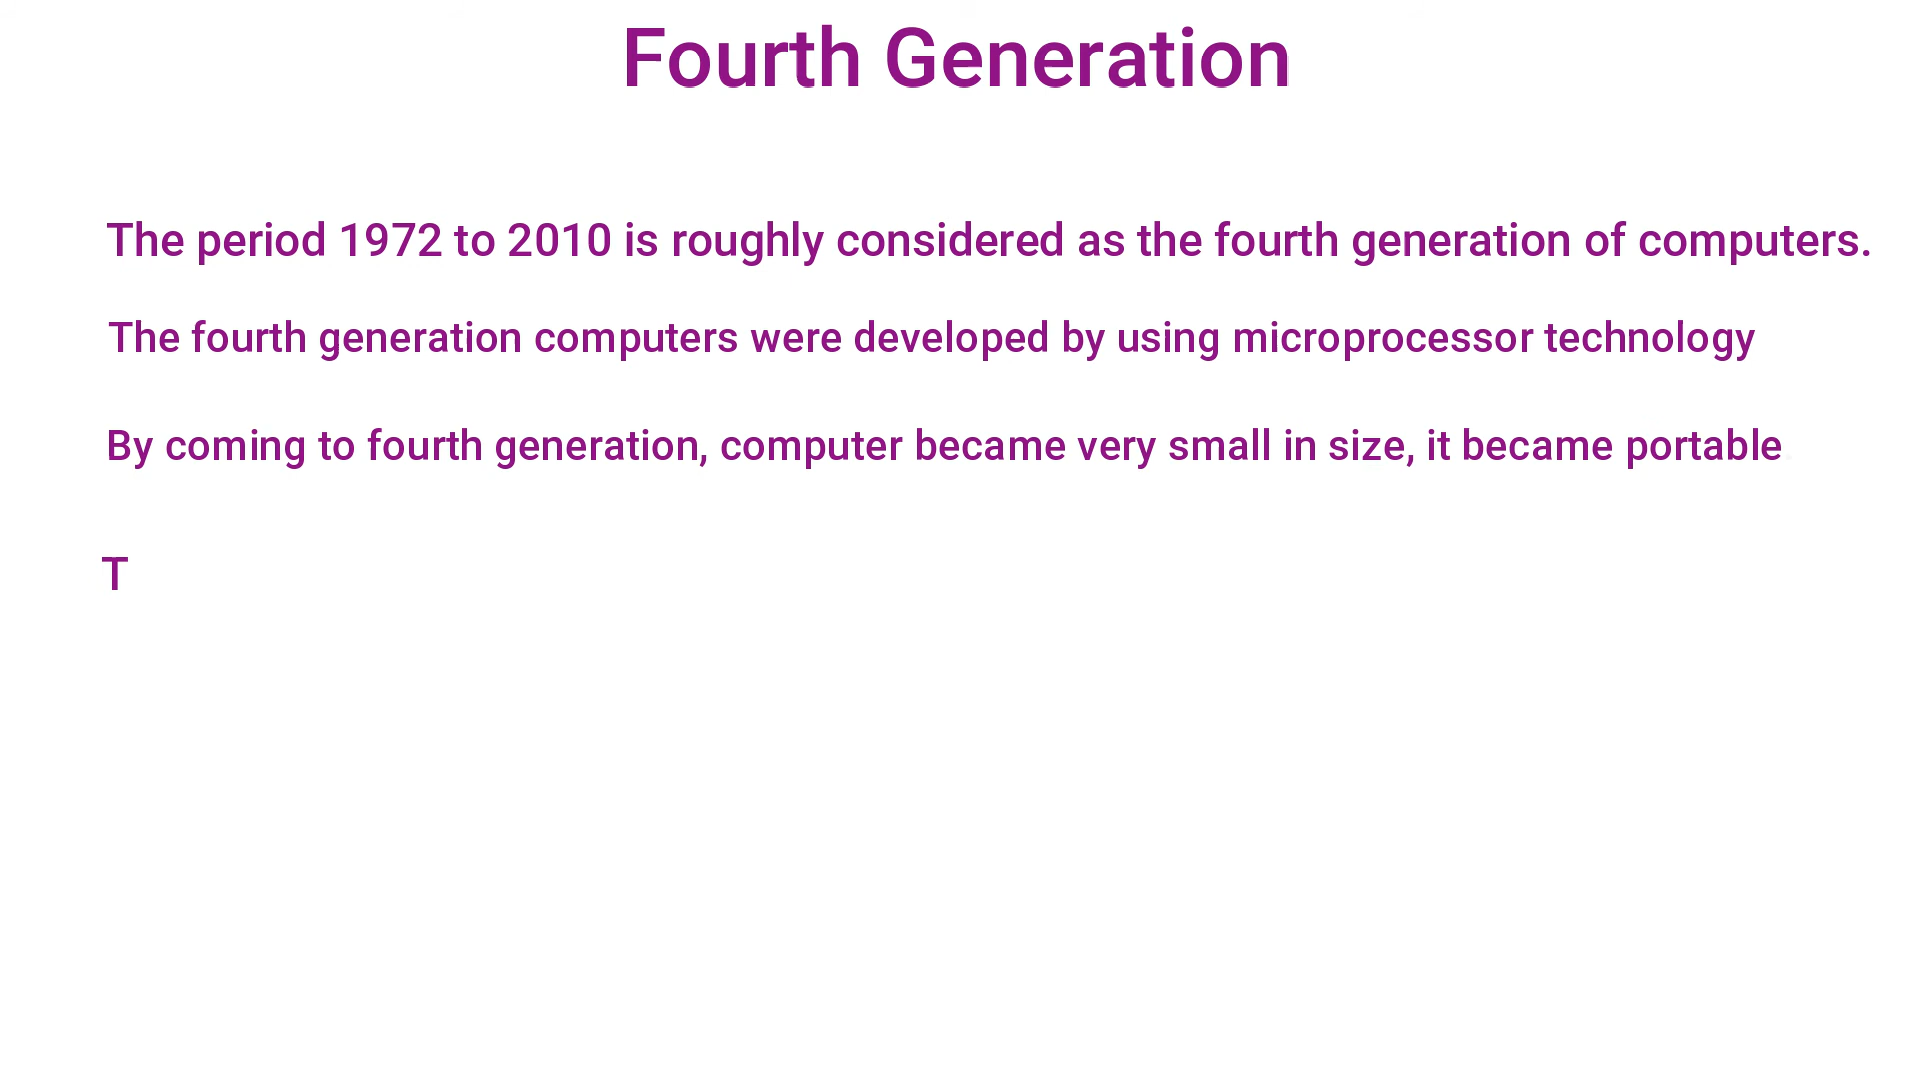 Fourth Generation
The period 1972 to 2010 is roughly considered as the fourth generation of computers.
The fourth generation computers were developed by using microprocessor technology
By coming to fourth generation, computer became very small in size, it became portable
T